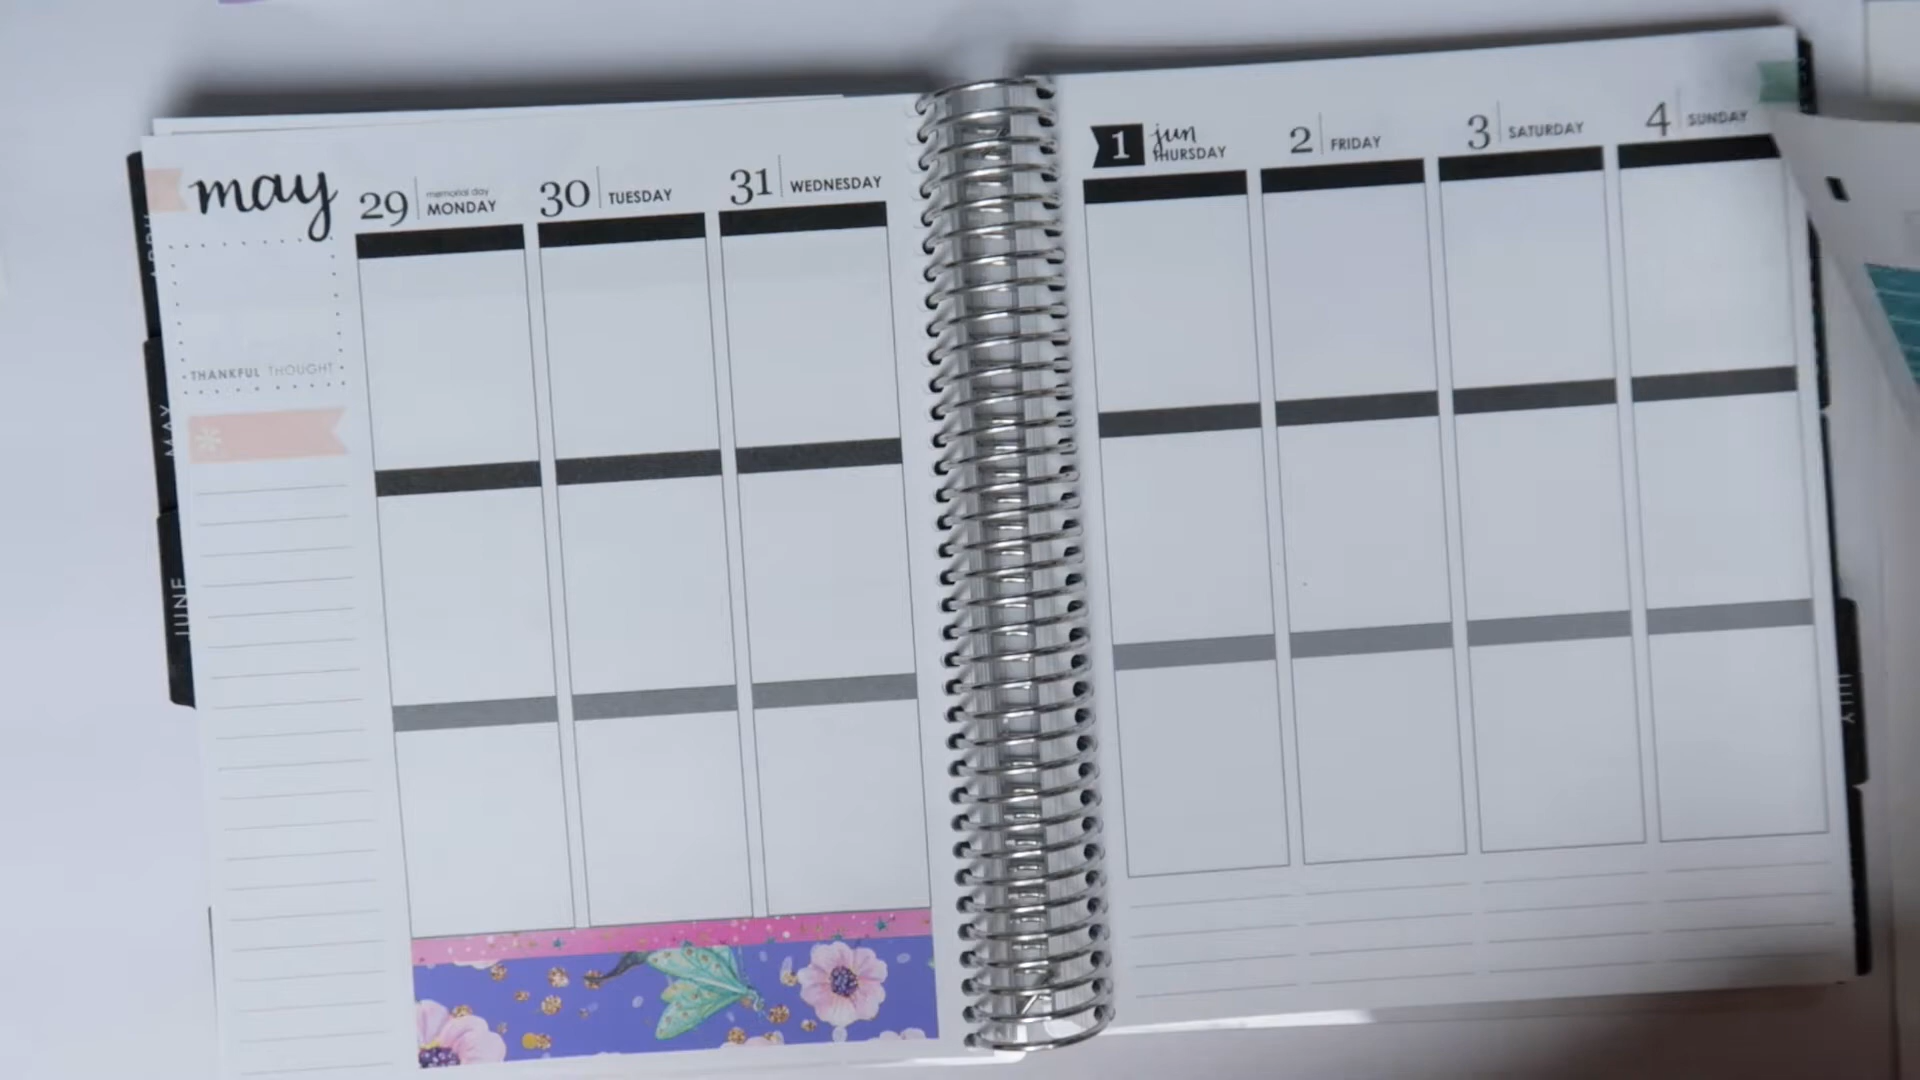 may
29 memorial day
MONDAY
30 TUESDAY
31 WEDNESDAY
1 jun
THURSDAY
2 FRIDAY
3 SATURDAY
4 SUNDAY
THANKFUL THOUGHT
APRIL
MAY
JUNE
JULY